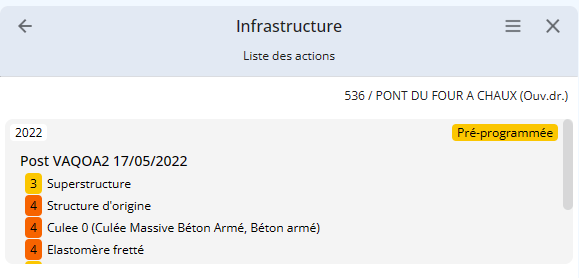 Infrastructure
Liste des actions
536 / PONT DU FOUR A CHAUX (Ouv.dr.)
2022 Pré-programmée
Post VAQOA2 17/05/2022
3 Superstructure
4 Structure d'origine
4 Culee 0 (Culée Massive Béton Armé, Béton armé)
4 Elastomère fretté